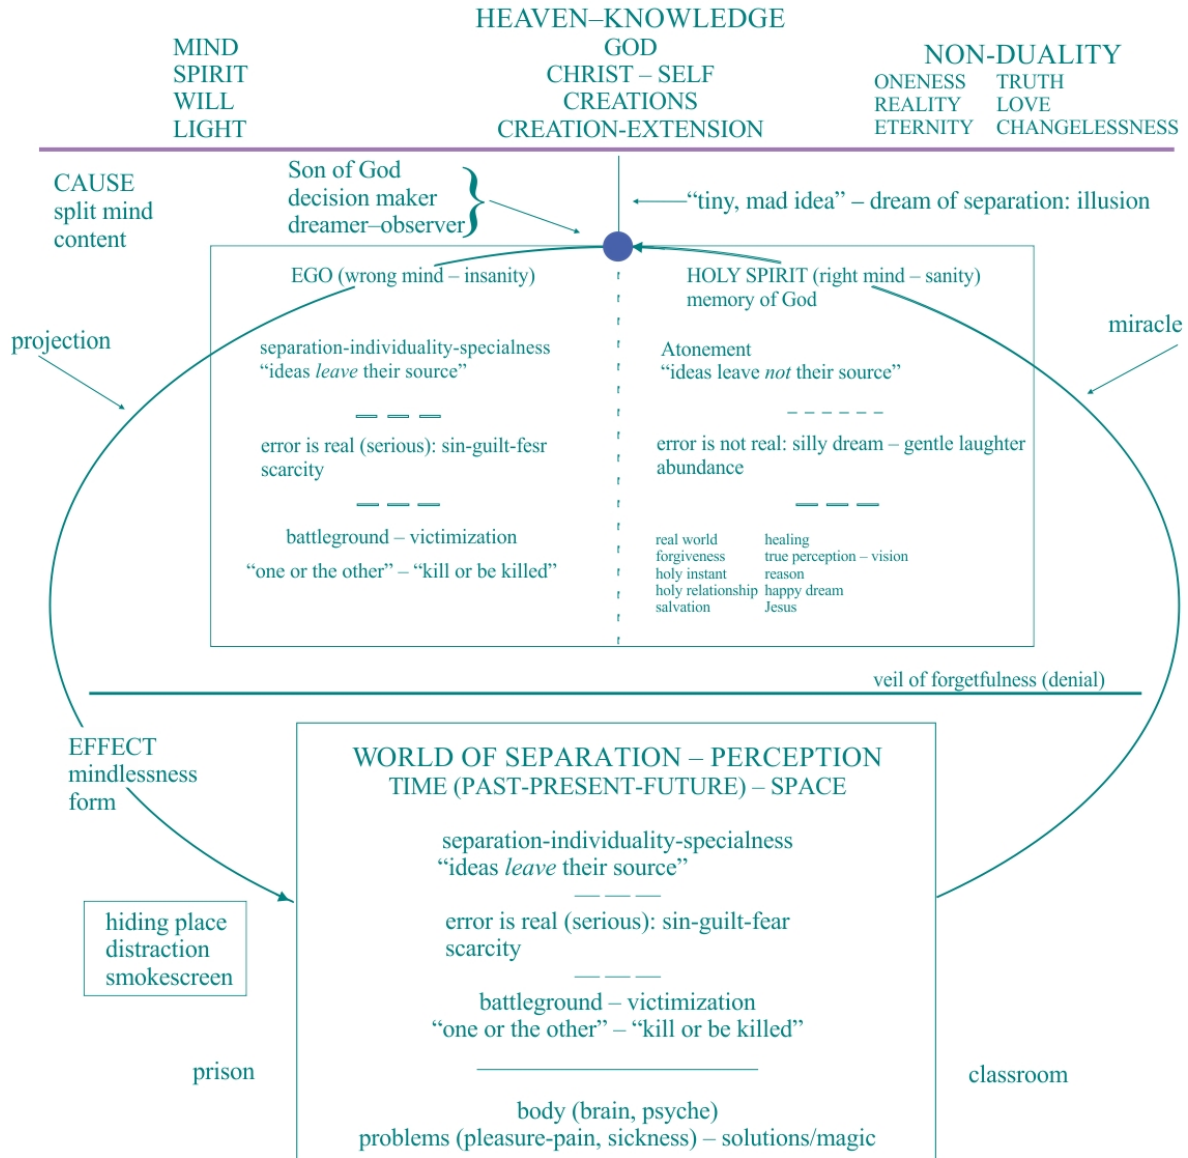 HEAVEN–KNOWLEDGE
GOD
CHRIST – SELF
CREATIONS
CREATION-EXTENSION
MIND
SPIRIT
WILL
LIGHT
NON-DUALITY
ONENESS TRUTH
REALITY LOVE
ETERNITY CHANGELESSNESS
CAUSE
split mind
content
Son of God
decision maker
dreamer–observer
“tiny, mad idea” – dream of separation: illusion
EGO (wrong mind – insanity)
separation-individuality-specialness
“ideas leave their source”
error is real (serious): sin-guilt-fesr
scarcity
battleground – victimization
“one or the other” – “kill or be killed”
HOLY SPIRIT (right mind – sanity)
memory of God
Atonement
“ideas leave not their source”
error is not real: silly dream – gentle laughter
abundance
real world healing
forgiveness true perception – vision
holy instant reason
holy relationship happy dream
salvation Jesus
projection
miracle
veil of forgetfulness (denial)
EFFECT
mindlessness
form
WORLD OF SEPARATION – PERCEPTION
TIME (PAST-PRESENT-FUTURE) – SPACE
separation-individuality-specialness
“ideas leave their source”
error is real (serious): sin-guilt-fear
scarcity
battleground – victimization
“one or the other” – “kill or be killed”
body (brain, psyche)
problems (pleasure-pain, sickness) – solutions/magic
hiding place
distraction
smokescreen
prison
classroom